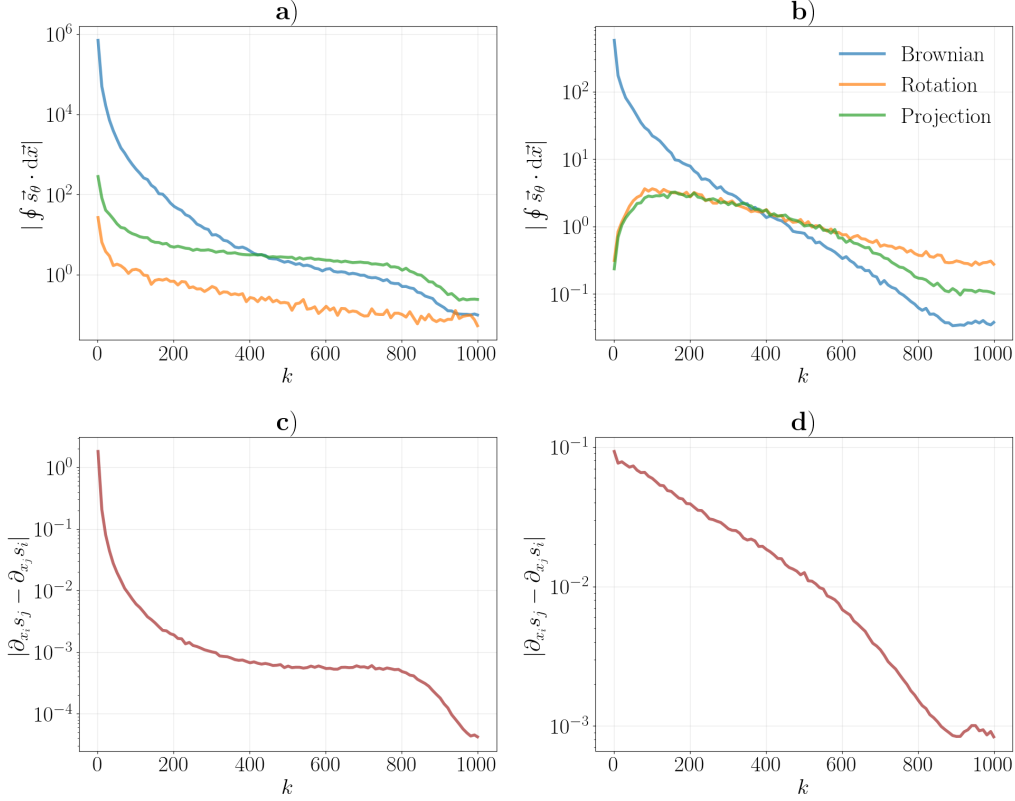 a)
10^6
10^4
10^2
10^0
| ∮ s⃗_θ · dx⃗ |
0 200 400 600 800 1000
k
b)
Brownian
Rotation
Projection
10^2
10^1
10^0
10^−1
| ∮ s⃗_θ · dx⃗ |
0 200 400 600 800 1000
k
c)
10^0
10^−1
10^−2
10^−3
10^−4
|∂_{x_i} s_j − ∂_{x_j} s_i|
0 200 400 600 800 1000
k
d)
10^−1
10^−2
10^−3
|∂_{x_i} s_j − ∂_{x_j} s_i|
0 200 400 600 800 1000
k